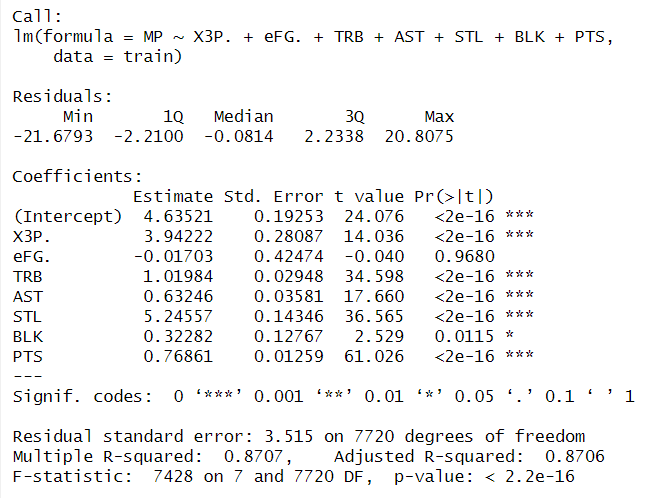 Call:
lm(formula = MP ~ X3P. + eFG. + TRB + AST + STL + BLK + PTS,
    data = train)

Residuals:
     Min       1Q   Median       3Q      Max
-21.6793  -2.2100  -0.0814   2.2338  20.8075

Coefficients:
            Estimate Std. Error t value Pr(>|t|)
(Intercept)  4.63521    0.19253  24.076   <2e-16 ***
X3P.         3.94222    0.28087  14.036   <2e-16 ***
eFG.        -0.01703    0.42474  -0.040   0.9680
TRB          1.01984    0.02948  34.598   <2e-16 ***
AST          0.63246    0.03581  17.660   <2e-16 ***
STL          5.24557    0.14346  36.565   <2e-16 ***
BLK          0.32282    0.12767   2.529   0.0115 *
PTS          0.76861    0.01259  61.026   <2e-16 ***
---
Signif. codes:  0 ‘***’ 0.001 ‘**’ 0.01 ‘*’ 0.05 ‘.’ 0.1 ‘ ’ 1

Residual standard error: 3.515 on 7720 degrees of freedom
Multiple R-squared:  0.8707,    Adjusted R-squared:  0.8706
F-statistic:  7428 on 7 and 7720 DF,  p-value: < 2.2e-16